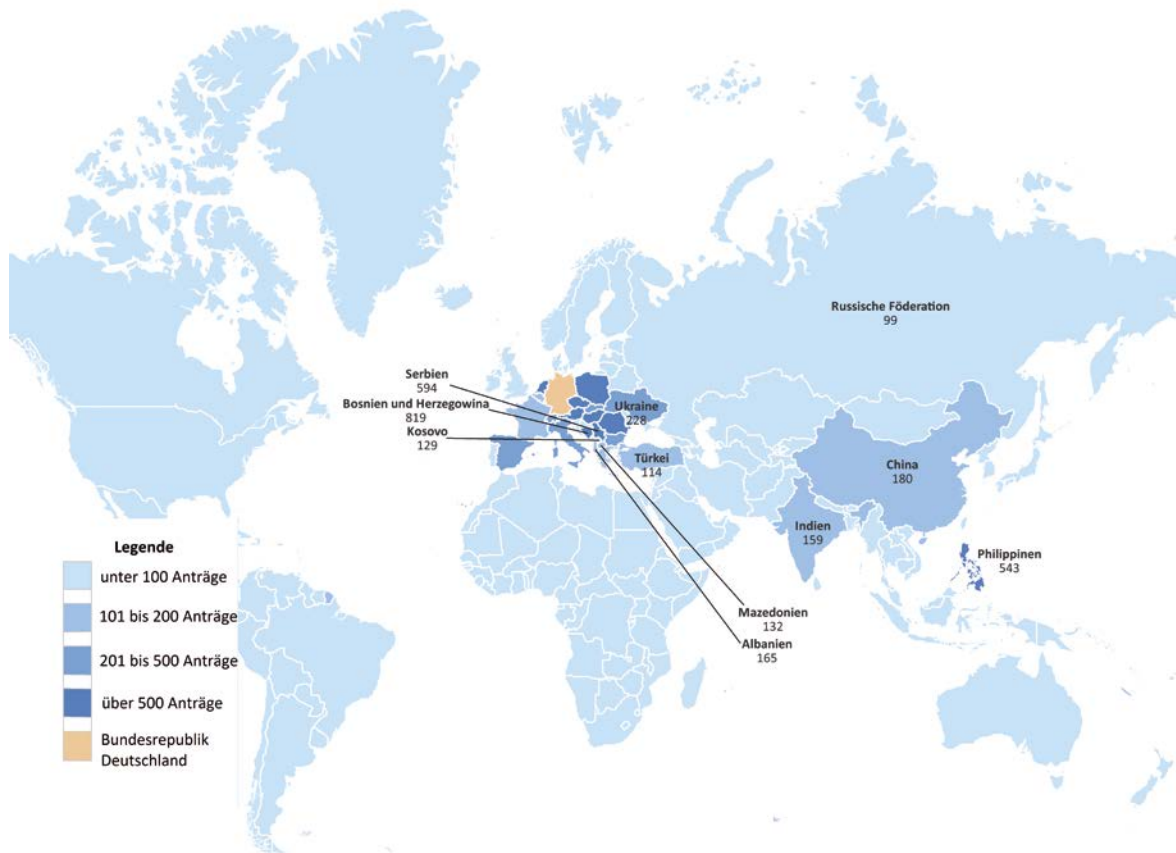 Russische Föderation
99
Serbien
594
Bosnien und Herzegowina
819
Kosovo
129
Ukraine
228
Türkei
114
China
180
Indien
159
Philippinen
543
Mazedonien
132
Albanien
165
Legende
unter 100 Anträge
101 bis 200 Anträge
201 bis 500 Anträge
über 500 Anträge
Bundesrepublik
Deutschland